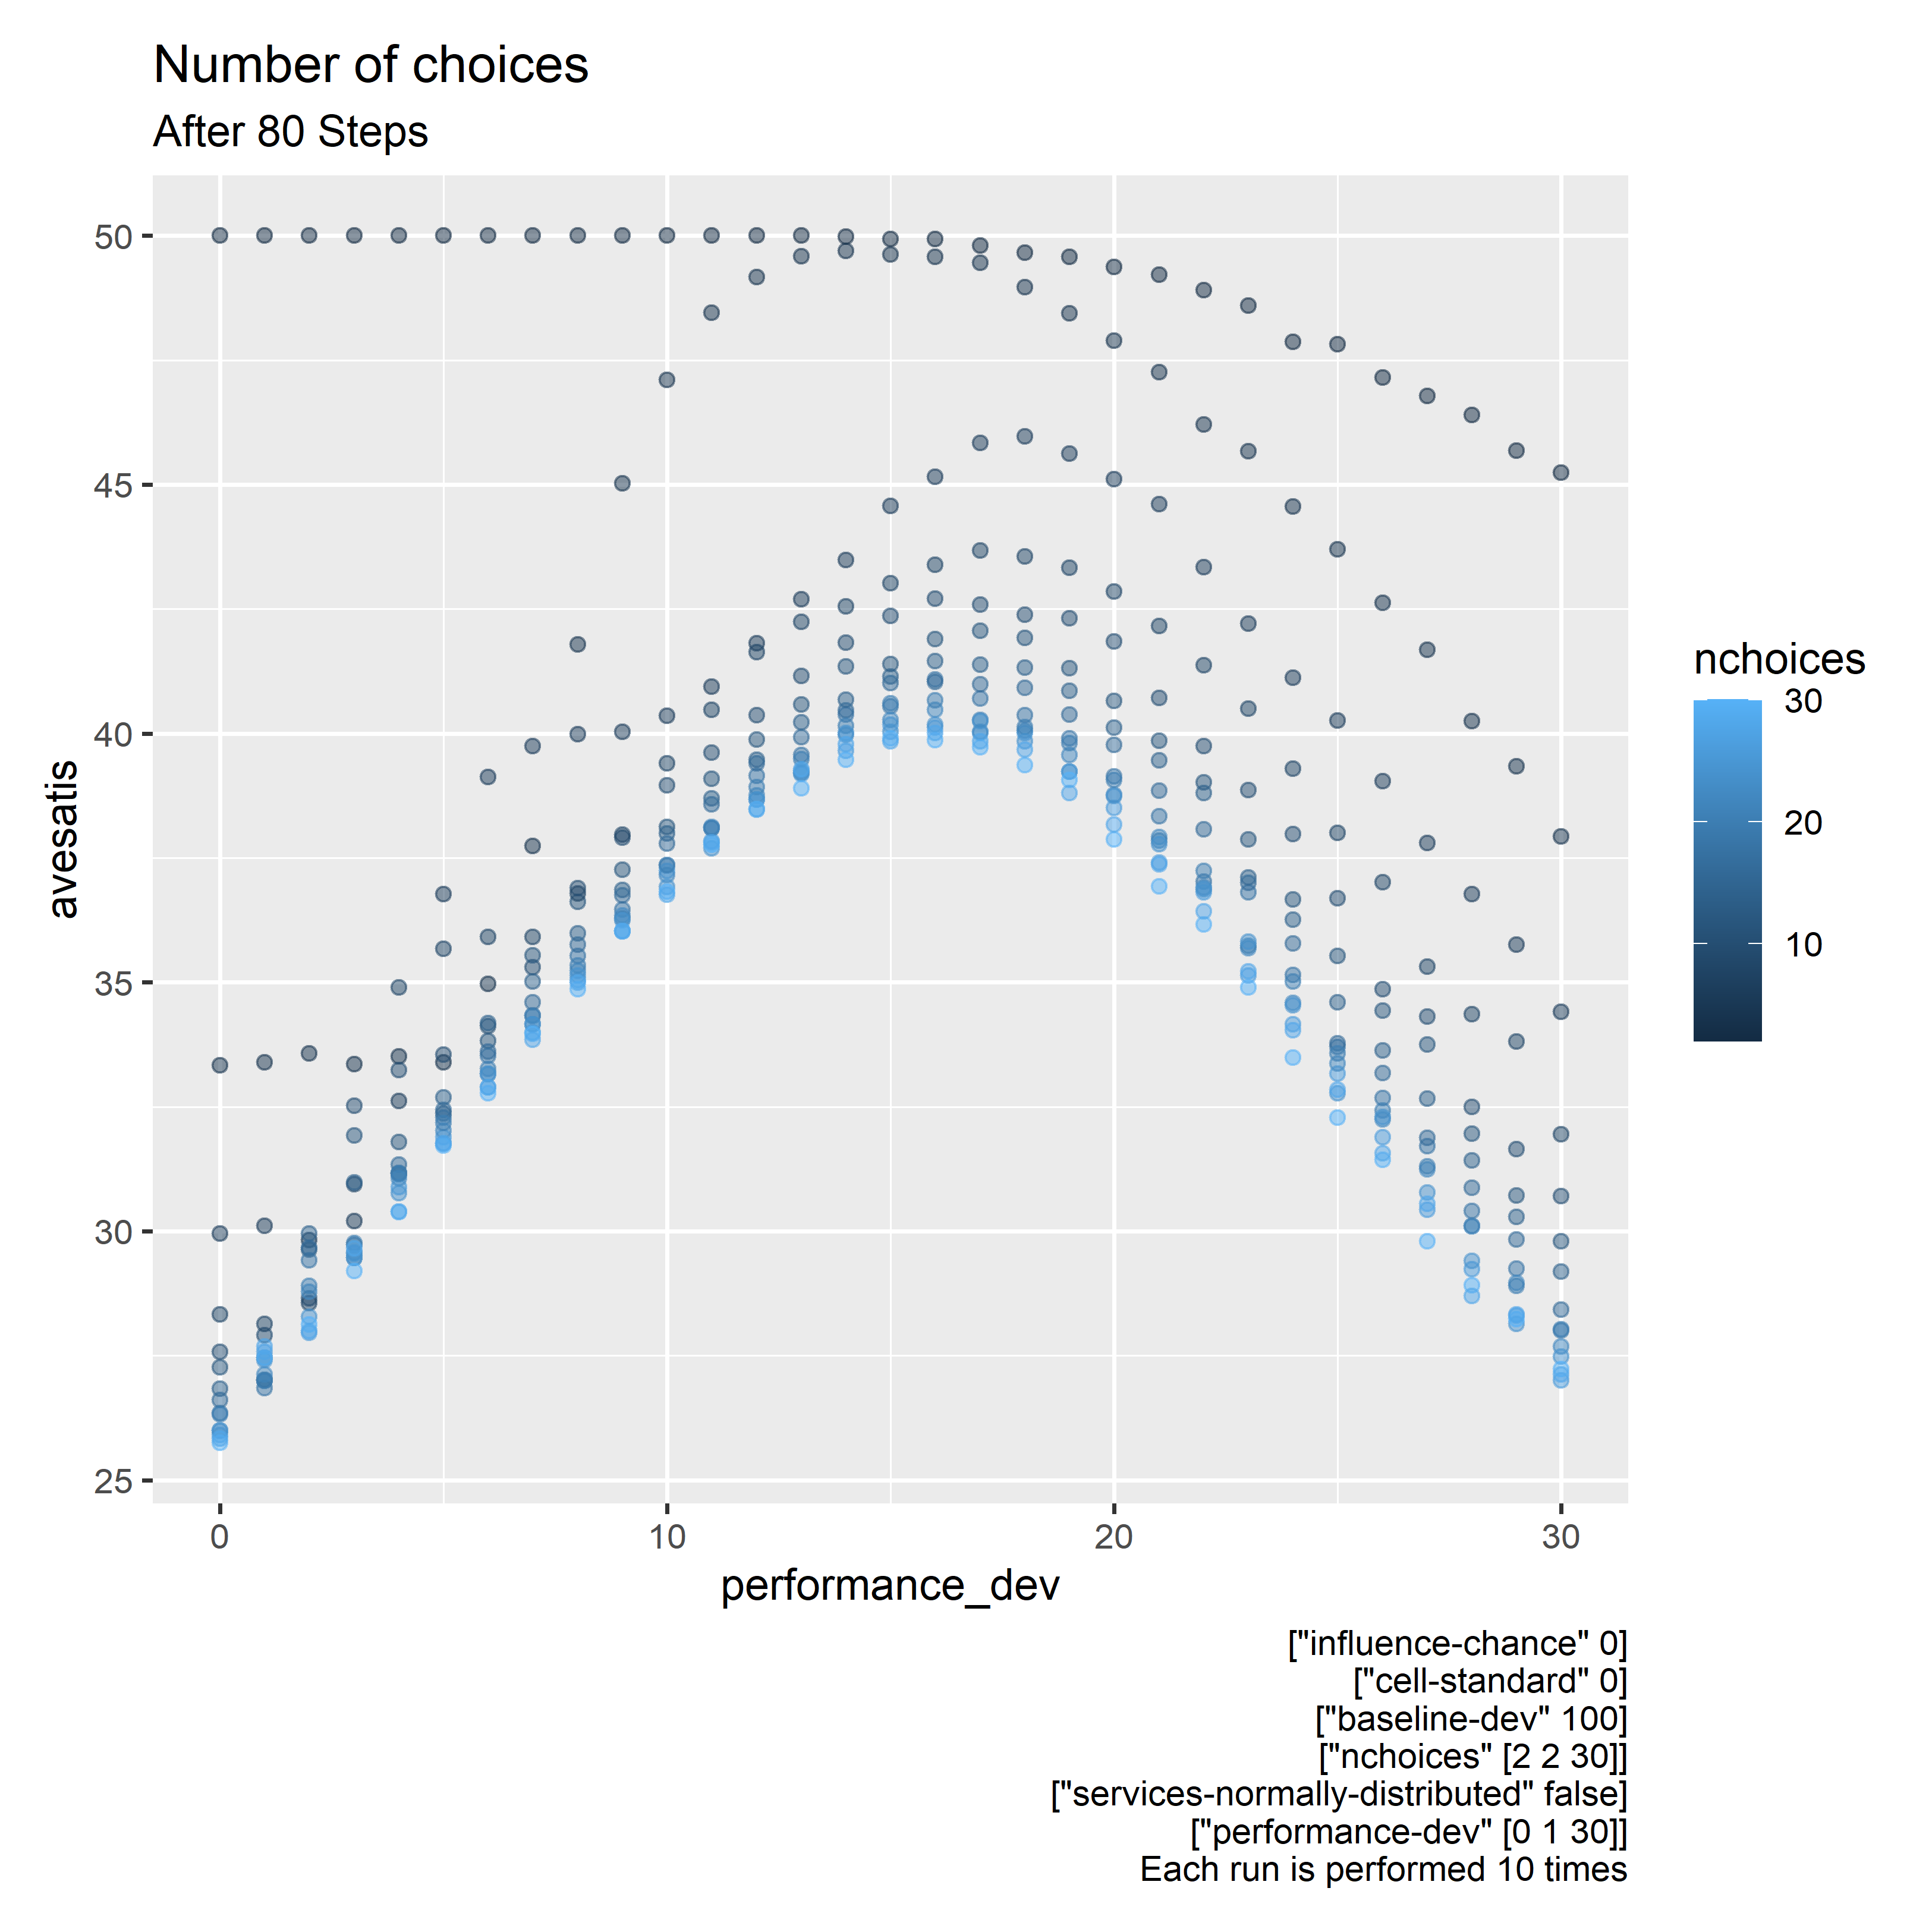 Number of choices
After 80 Steps
50
45
40
35
30
25
avesatis
0
10
20
30
performance_dev
nchoices
30
20
10
["influence-chance" 0]
["cell-standard" 0]
["baseline-dev" 100]
["nchoices" [2 2 30]]
["services-normally-distributed" false]
["performance-dev" [0 1 30]]
Each run is performed 10 times